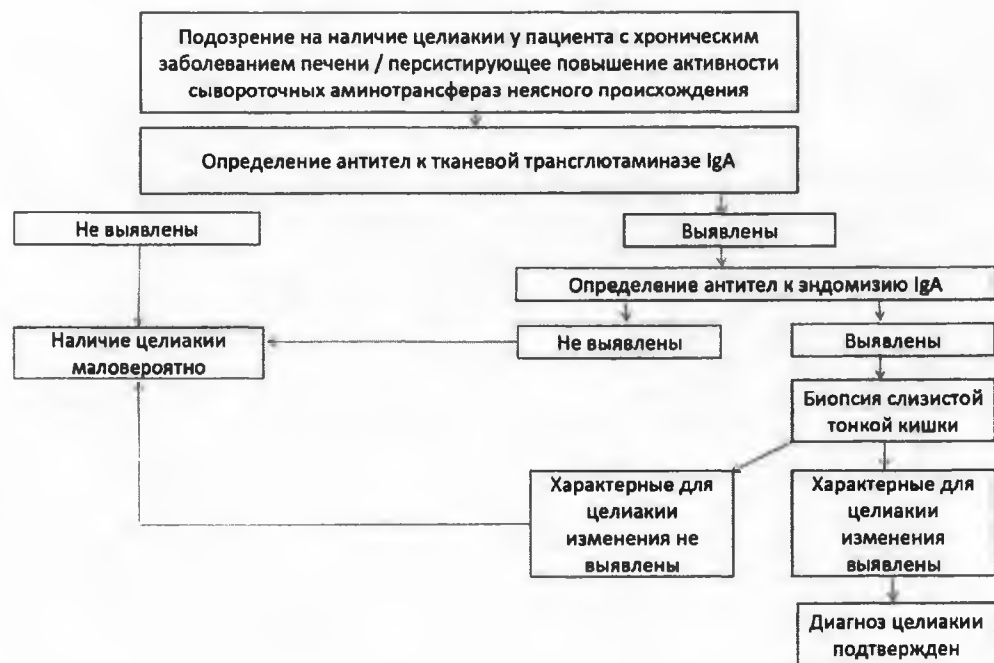 Подозрение на наличие целиакии у пациента с хроническим
заболеванием печени / персистирующее повышение активности
сывороточных аминотрансфераз неясного происхождения
Определение антител к тканевой трансглютаминазе IgA
Не выявлены
Выявлены
Определение антител к эндомизию IgA
Наличие целиакии
маловероятно
Не выявлены
Выявлены
Биопсия слизистой
тонкой кишки
Характерные для
целиакии
изменения не
выявлены
Характерные для
целиакии
изменения
выявлены
Диагноз целиакии
подтвержден